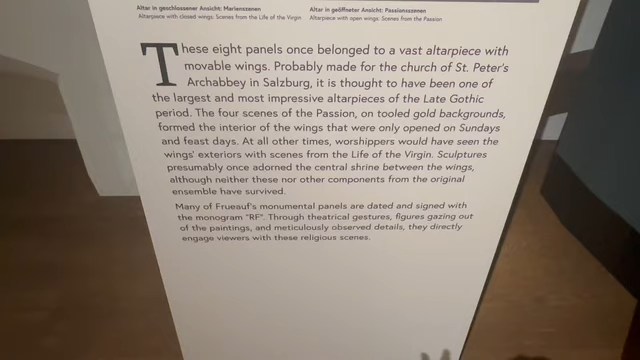 Altar in geschlossener Ansicht: Marienszenen
Altarpiece with closed wings: Scenes from the Life of the Virgin
Altar in geöffneter Ansicht: Passionsszenen
Altarpiece with open wings: Scenes from the Passion
These eight panels once belonged to a vast altarpiece with
movable wings. Probably made for the church of St. Peter's
Archabbey in Salzburg, it is thought to have been one of
the largest and most impressive altarpieces of the Late Gothic
period. The four scenes of the Passion, on tooled gold backgrounds,
formed the interior of the wings that were only opened on Sundays
and feast days. At all other times, worshippers would have seen the
wings' exteriors with scenes from the Life of the Virgin. Sculptures
presumably once adorned the central shrine between the wings,
although neither these nor other components from the original
ensemble have survived.
Many of Frueauf's monumental panels are dated and signed with
the monogram "RF". Through theatrical gestures, figures gazing out
of the paintings, and meticulously observed details, they directly
engage viewers with these religious scenes.